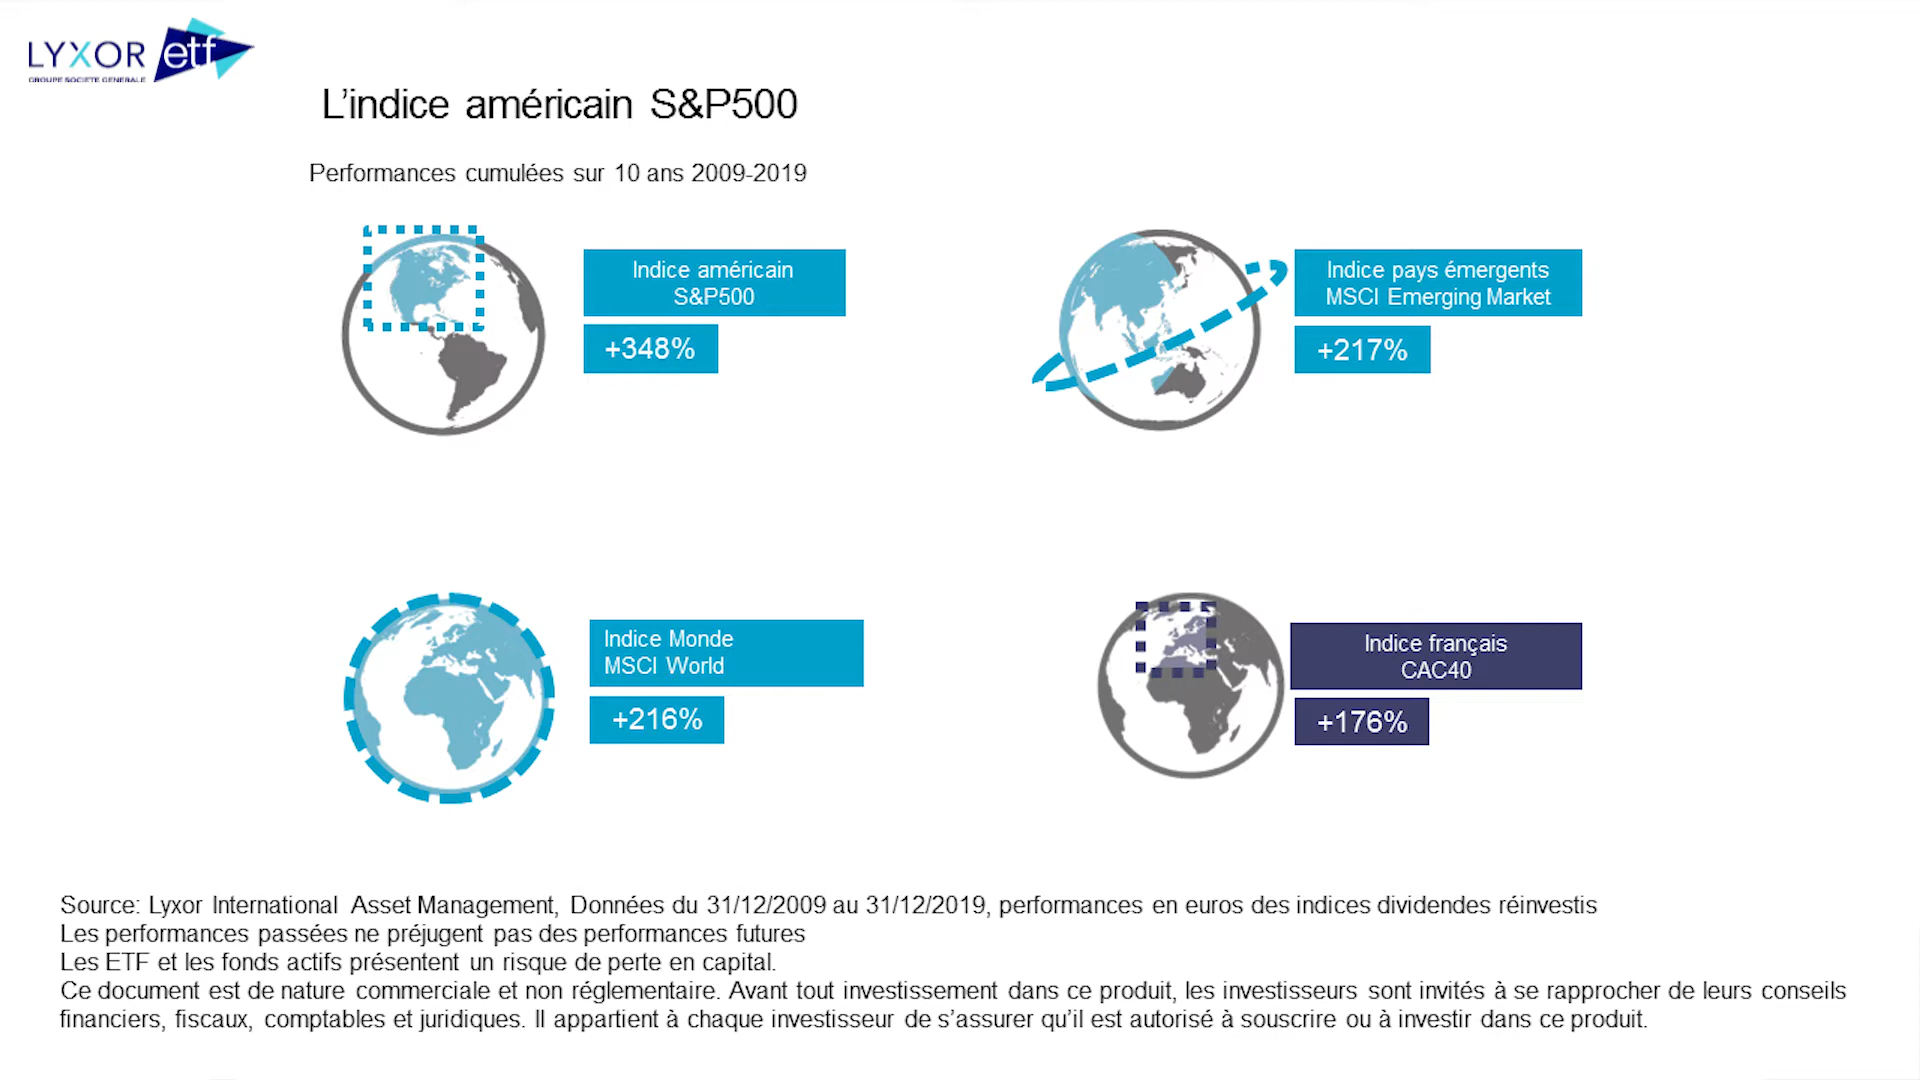 LYXOR etf
GROUPE SOCIETE GENERALE
L’indice américain S&P500
Performances cumulées sur 10 ans 2009-2019
Indice américain
S&P500
+348%
Indice pays émergents
MSCI Emerging Market
+217%
Indice Monde
MSCI World
+216%
Indice français
CAC40
+176%
Source: Lyxor International Asset Management, Données du 31/12/2009 au 31/12/2019, performances en euros des indices dividendes réinvestis
Les performances passées ne préjugent pas des performances futures
Les ETF et les fonds actifs présentent un risque de perte en capital.
Ce document est de nature commerciale et non réglementaire. Avant tout investissement dans ce produit, les investisseurs sont invités à se rapprocher de leurs conseils
financiers, fiscaux, comptables et juridiques. Il appartient à chaque investisseur de s’assurer qu’il est autorisé à souscrire ou à investir dans ce produit.